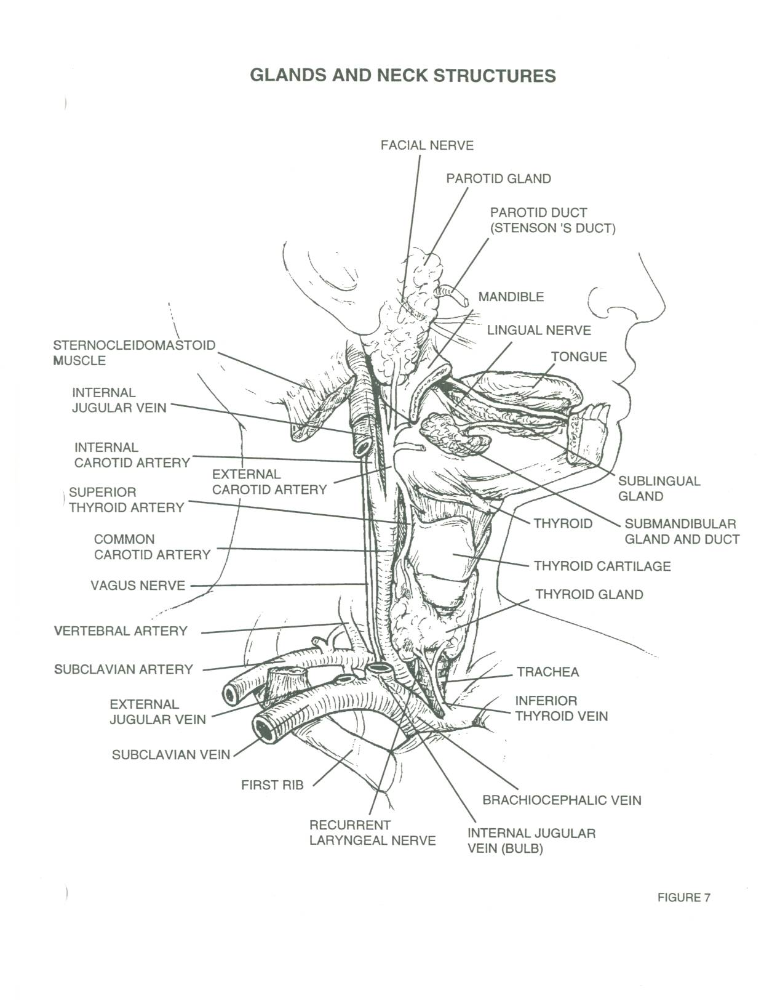 GLANDS AND NECK STRUCTURES
FACIAL NERVE
PAROTID GLAND
PAROTID DUCT
(STENSON 'S DUCT)
MANDIBLE
LINGUAL NERVE
TONGUE
STERNOCLEIDOMASTOID
MUSCLE
INTERNAL
JUGULAR VEIN
INTERNAL
CAROTID ARTERY
EXTERNAL
CAROTID ARTERY
SUPERIOR
THYROID ARTERY
COMMON
CAROTID ARTERY
VAGUS NERVE
VERTEBRAL ARTERY
SUBCLAVIAN ARTERY
EXTERNAL
JUGULAR VEIN
SUBCLAVIAN VEIN
FIRST RIB
RECURRENT
LARYNGEAL NERVE
SUBLINGUAL
GLAND
THYROID
SUBMANDIBULAR
GLAND AND DUCT
THYROID CARTILAGE
THYROID GLAND
TRACHEA
INFERIOR
THYROID VEIN
BRACHIOCEPHALIC VEIN
INTERNAL JUGULAR
VEIN (BULB)
FIGURE 7